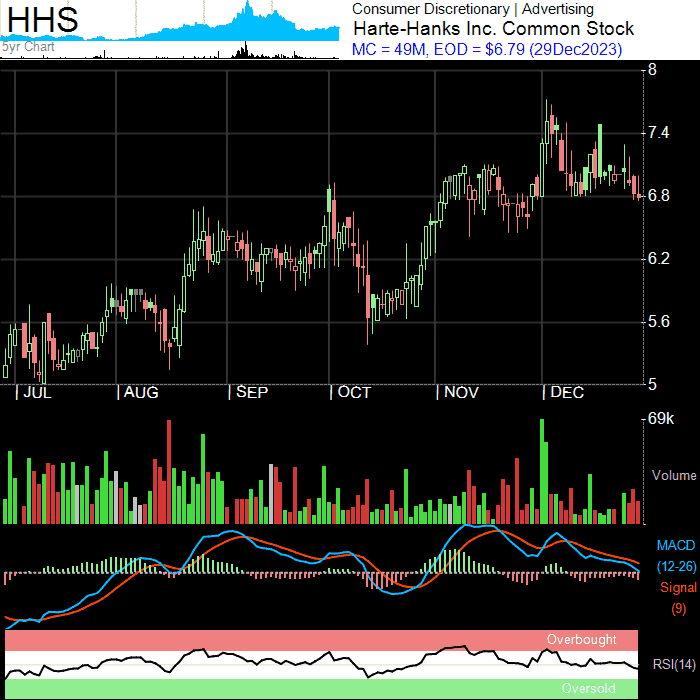 HHS
5yr Chart
Consumer Discretionary | Advertising
Harte-Hanks Inc. Common Stock
MC = 49M, EOD = $6.79 (29Dec2023)
8
7.4
6.8
6.2
5.6
5
JUL AUG SEP OCT NOV DEC
69k
Volume
MACD
(12-26)
Signal
(9)
Overbought
RSI(14)
Oversold